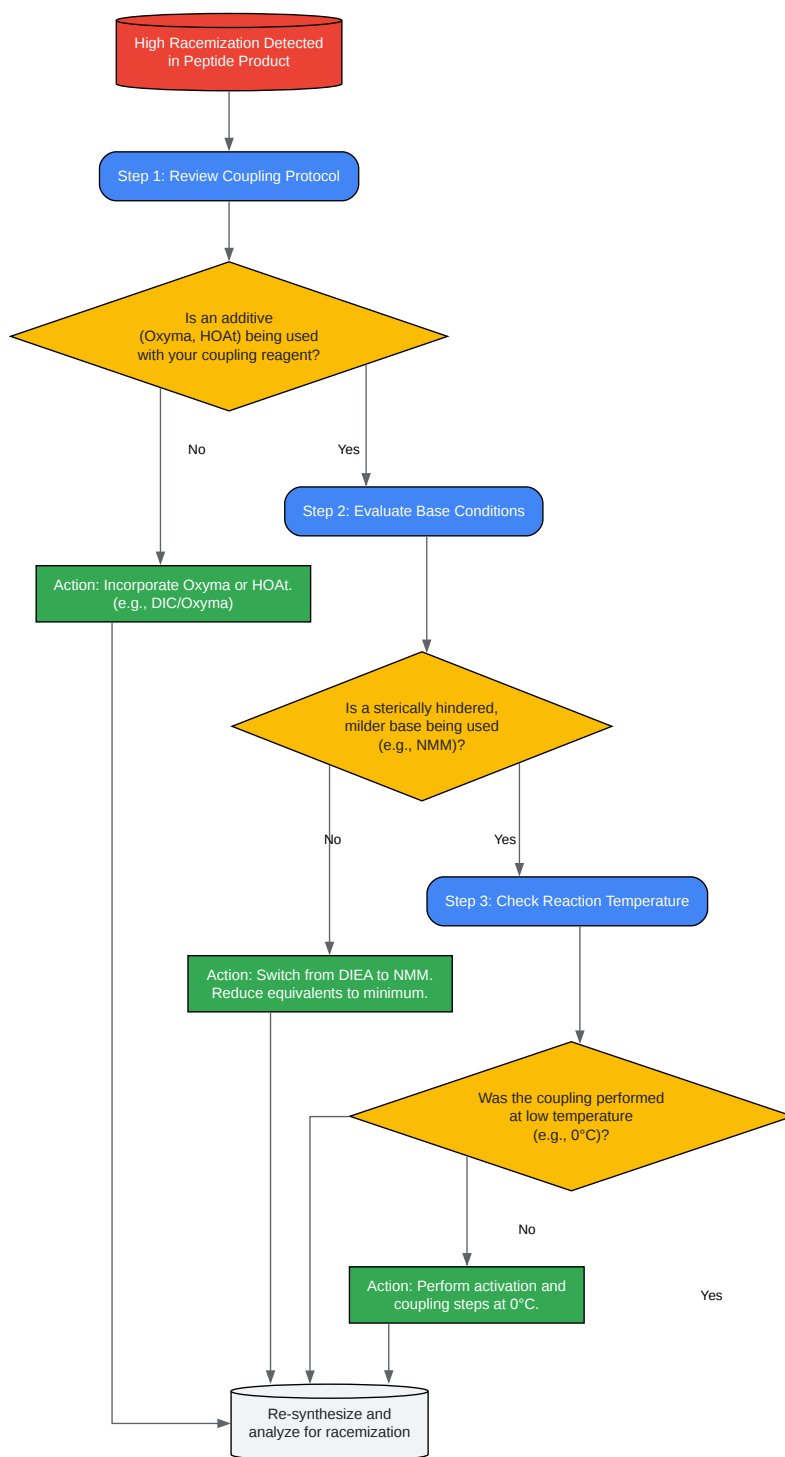 High Racemization Detected
in Peptide Product
Step 1: Review Coupling Protocol
Is an additive
(Oxyma, HOAt) being used
with your coupling reagent?
No
Yes
Step 2: Evaluate Base Conditions
Action: Incorporate Oxyma or HOAt.
(e.g., DIC/Oxyma)
Is a sterically hindered,
milder base being used
(e.g., NMM)?
No
Yes
Step 3: Check Reaction Temperature
Action: Switch from DIEA to NMM.
Reduce equivalents to minimum.
Was the coupling performed
at low temperature
(e.g., 0°C)?
No
Action: Perform activation and
coupling steps at 0°C.
Yes
Re-synthesize and
analyze for racemization